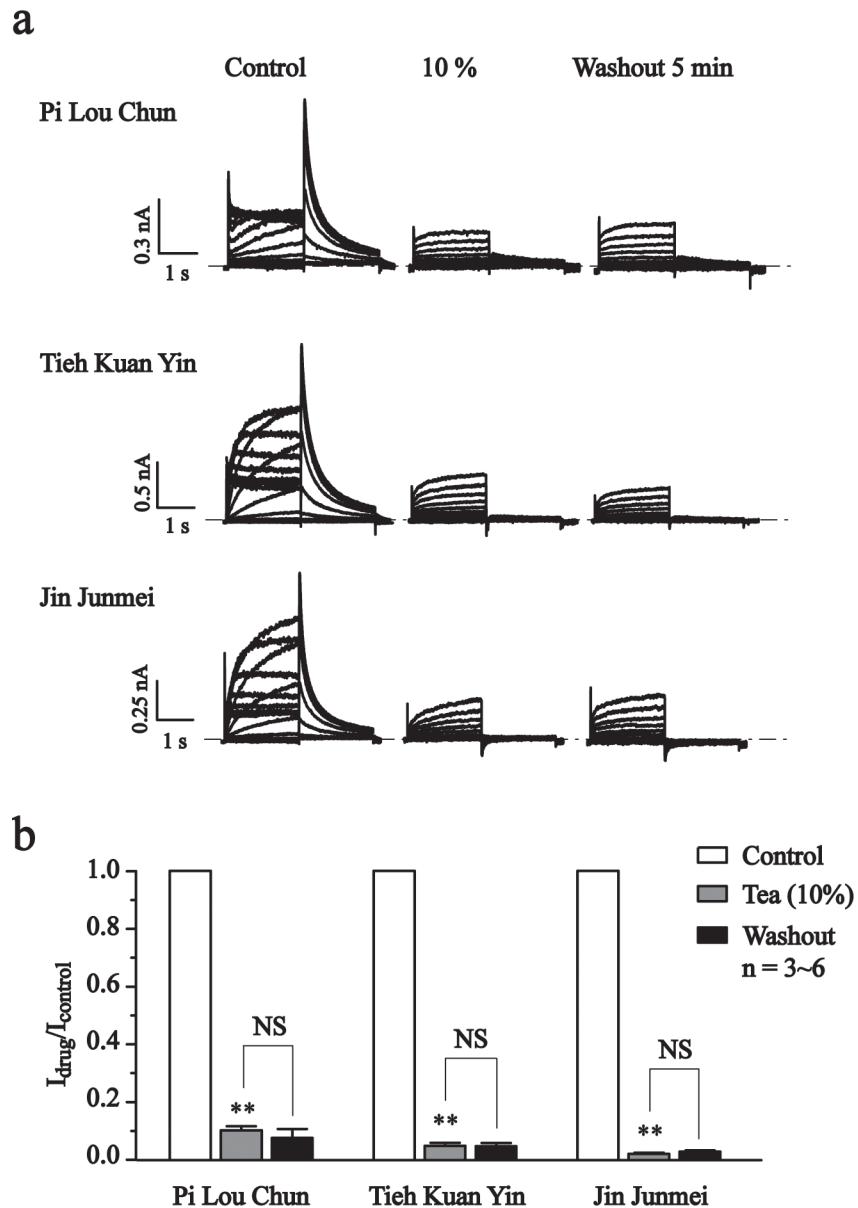 a
Control 10 % Washout 5 min
Pi Lou Chun
0.3 nA
1 s
Tieh Kuan Yin
0.5 nA
1 s
Jin Junmei
0.25 nA
1 s
b
Control
Tea (10%)
Washout
n = 3~6
I_drug/I_control
1.0
0.8
0.6
0.4
0.2
0.0
NS
**
NS
**
NS
**
Pi Lou Chun Tieh Kuan Yin Jin Junmei